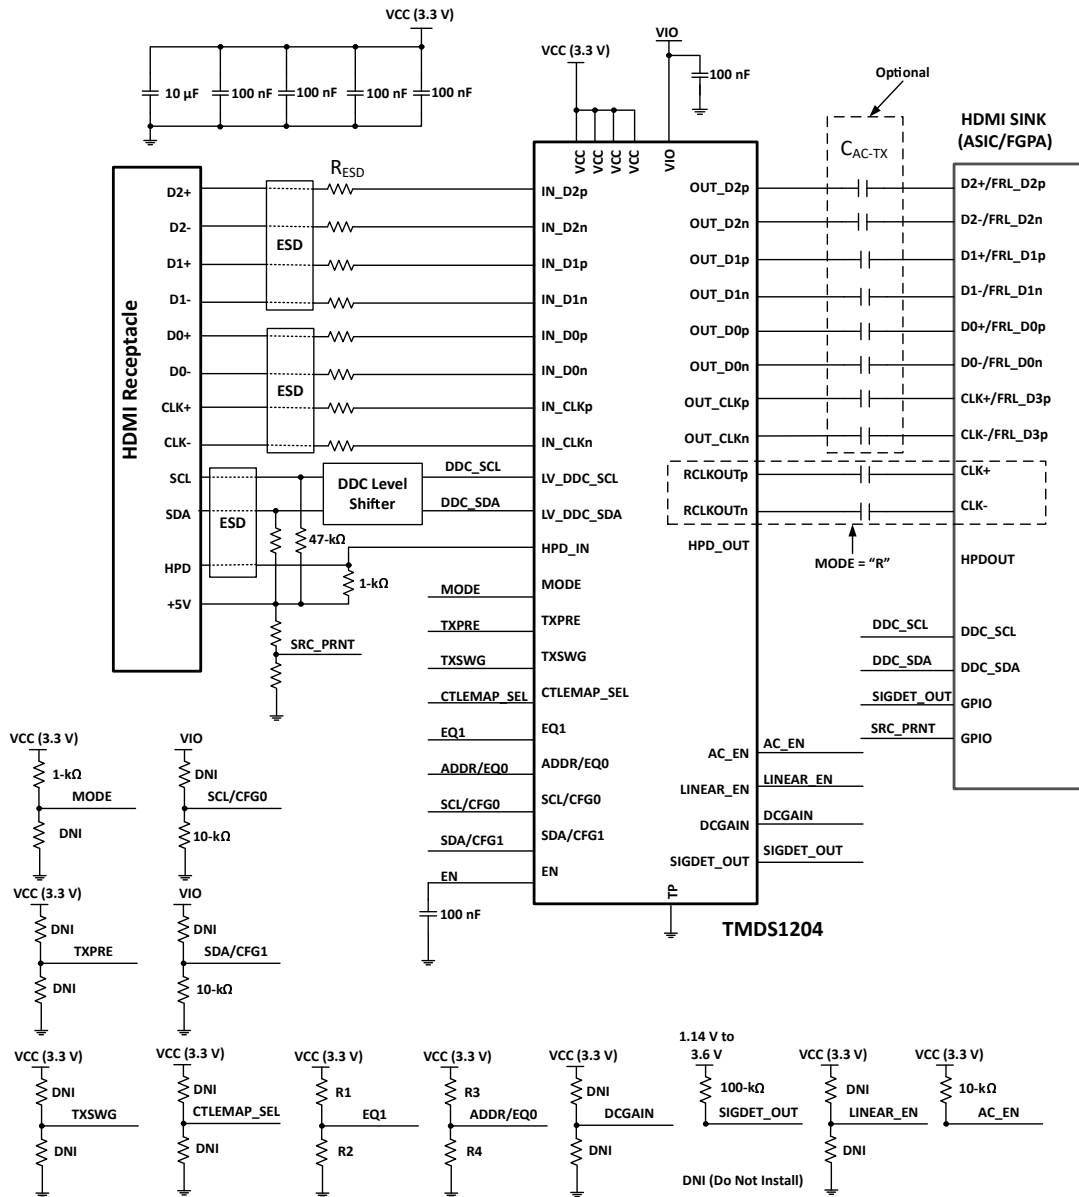 VCC (3.3 V)
10 µF
100 nF
100 nF
100 nF
100 nF
VCC (3.3 V)
VIO
100 nF
Optional
C_AC-TX
HDMI SINK
(ASIC/FGPA)
VCC
VCC
VCC
VCC
VIO
HDMI Receptacle
D2+
D2-
D1+
D1-
D0+
D0-
CLK+
CLK-
SCL
SDA
HPD
+5V
ESD
ESD
ESD
R_ESD
DDC Level
Shifter
DDC_SCL
DDC_SDA
47-kΩ
1-kΩ
SRC_PRNT
IN_D2p
IN_D2n
IN_D1p
IN_D1n
IN_D0p
IN_D0n
IN_CLKp
IN_CLKn
LV_DDC_SCL
LV_DDC_SDA
HPD_IN
MODE
MODE
TXPRE
TXPRE
TXSWG
TXSWG
CTLEMAP_SEL
CTLEMAP_SEL
EQ1
EQ1
ADDR/EQ0
ADDR/EQ0
SCL/CFG0
SCL/CFG0
SDA/CFG1
SDA/CFG1
EN
EN
100 nF
OUT_D2p
OUT_D2n
OUT_D1p
OUT_D1n
OUT_D0p
OUT_D0n
OUT_CLKp
OUT_CLKn
RCLKOUTp
RCLKOUTn
HPD_OUT
MODE = “R”
AC_EN
AC_EN
LINEAR_EN
LINEAR_EN
DCGAIN
DCGAIN
SIGDET_OUT
SIGDET_OUT
TP
TMDS1204
D2+/FRL_D2p
D2-/FRL_D2n
D1+/FRL_D1p
D1-/FRL_D1n
D0+/FRL_D0p
D0-/FRL_D0n
CLK+/FRL_D3p
CLK-/FRL_D3p
CLK+
CLK-
HPDOUT
DDC_SCL
DDC_SCL
DDC_SDA
DDC_SDA
SIGDET_OUT
GPIO
SRC_PRNT
GPIO
VCC (3.3 V)
1-kΩ
MODE
DNI
VIO
DNI
SCL/CFG0
10-kΩ
VCC (3.3 V)
DNI
TXPRE
DNI
VIO
DNI
SDA/CFG1
10-kΩ
VCC (3.3 V)
DNI
TXSWG
DNI
VCC (3.3 V)
DNI
CTLEMAP_SEL
DNI
VCC (3.3 V)
R1
EQ1
R2
VCC (3.3 V)
R3
ADDR/EQ0
R4
VCC (3.3 V)
DNI
DCGAIN
DNI
1.14 V to
3.6 V
100-kΩ
SIGDET_OUT
VCC (3.3 V)
DNI
LINEAR_EN
DNI
VCC (3.3 V)
10-kΩ
AC_EN
DNI (Do Not Install)